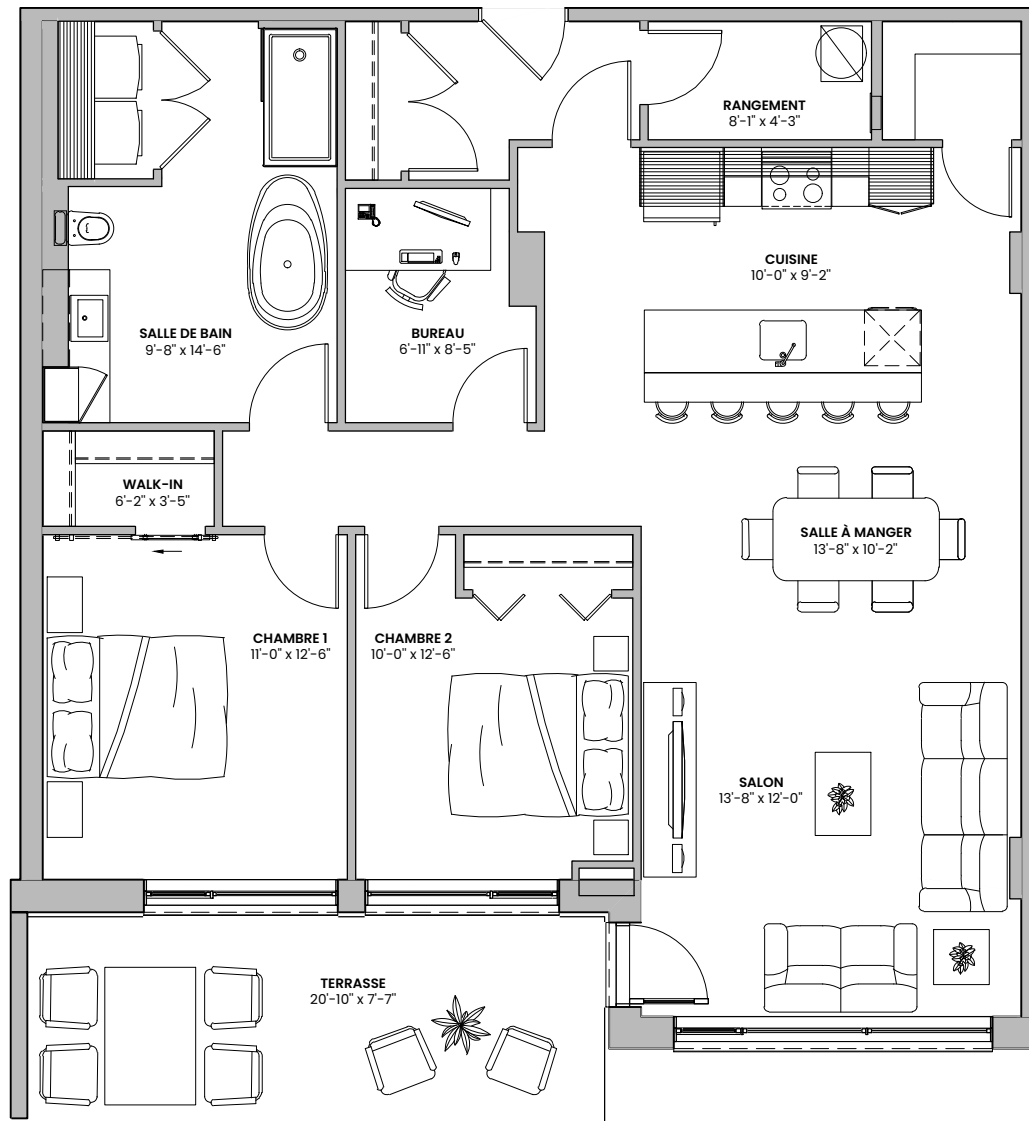 RANGEMENT
8'-1" x 4'-3"
CUISINE
10'-0" x 9'-2"
SALLE DE BAIN
9'-8" x 14'-6"
BUREAU
6'-11" x 8'-5"
WALK-IN
6'-2" x 3'-5"
SALLE À MANGER
13'-8" x 10'-2"
CHAMBRE 1
11'-0" x 12'-6"
CHAMBRE 2
10'-0" x 12'-6"
SALON
13'-8" x 12'-0"
TERRASSE
20'-10" x 7'-7"